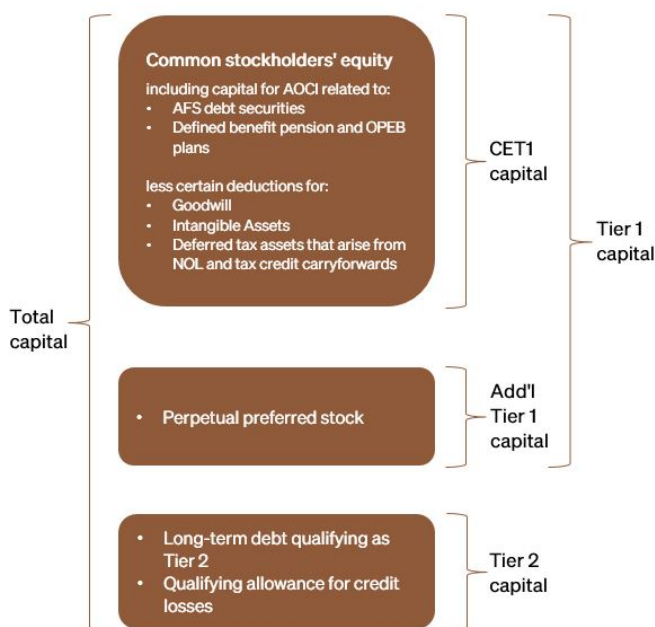 Common stockholders' equity
including capital for AOCI related to:
• AFS debt securities
• Defined benefit pension and OPEB
plans
less certain deductions for:
• Goodwill
• Intangible Assets
• Deferred tax assets that arise from
NOL and tax credit carryforwards
CET1
capital
Tier 1
capital
Total
capital
• Perpetual preferred stock
Add'l
Tier 1
capital
• Long-term debt qualifying as
Tier 2
• Qualifying allowance for credit
losses
Tier 2
capital